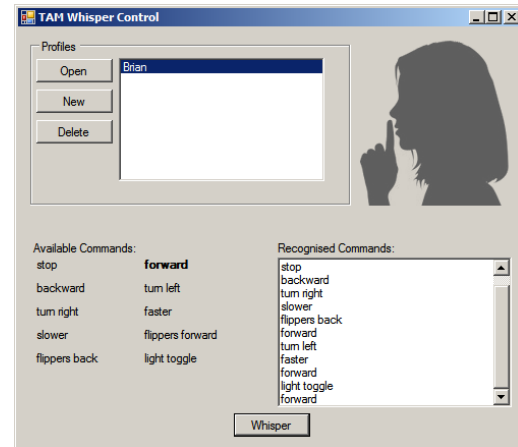 TAM Whisper Control
Profiles
Open
Brian
New
Delete
Available Commands:
stop forward
backward turn left
turn right faster
slower flippers forward
flippers back light toggle
Recognised Commands:
stop
backward
turn right
slower
flippers back
forward
turn left
faster
forward
light toggle
forward
Whisper